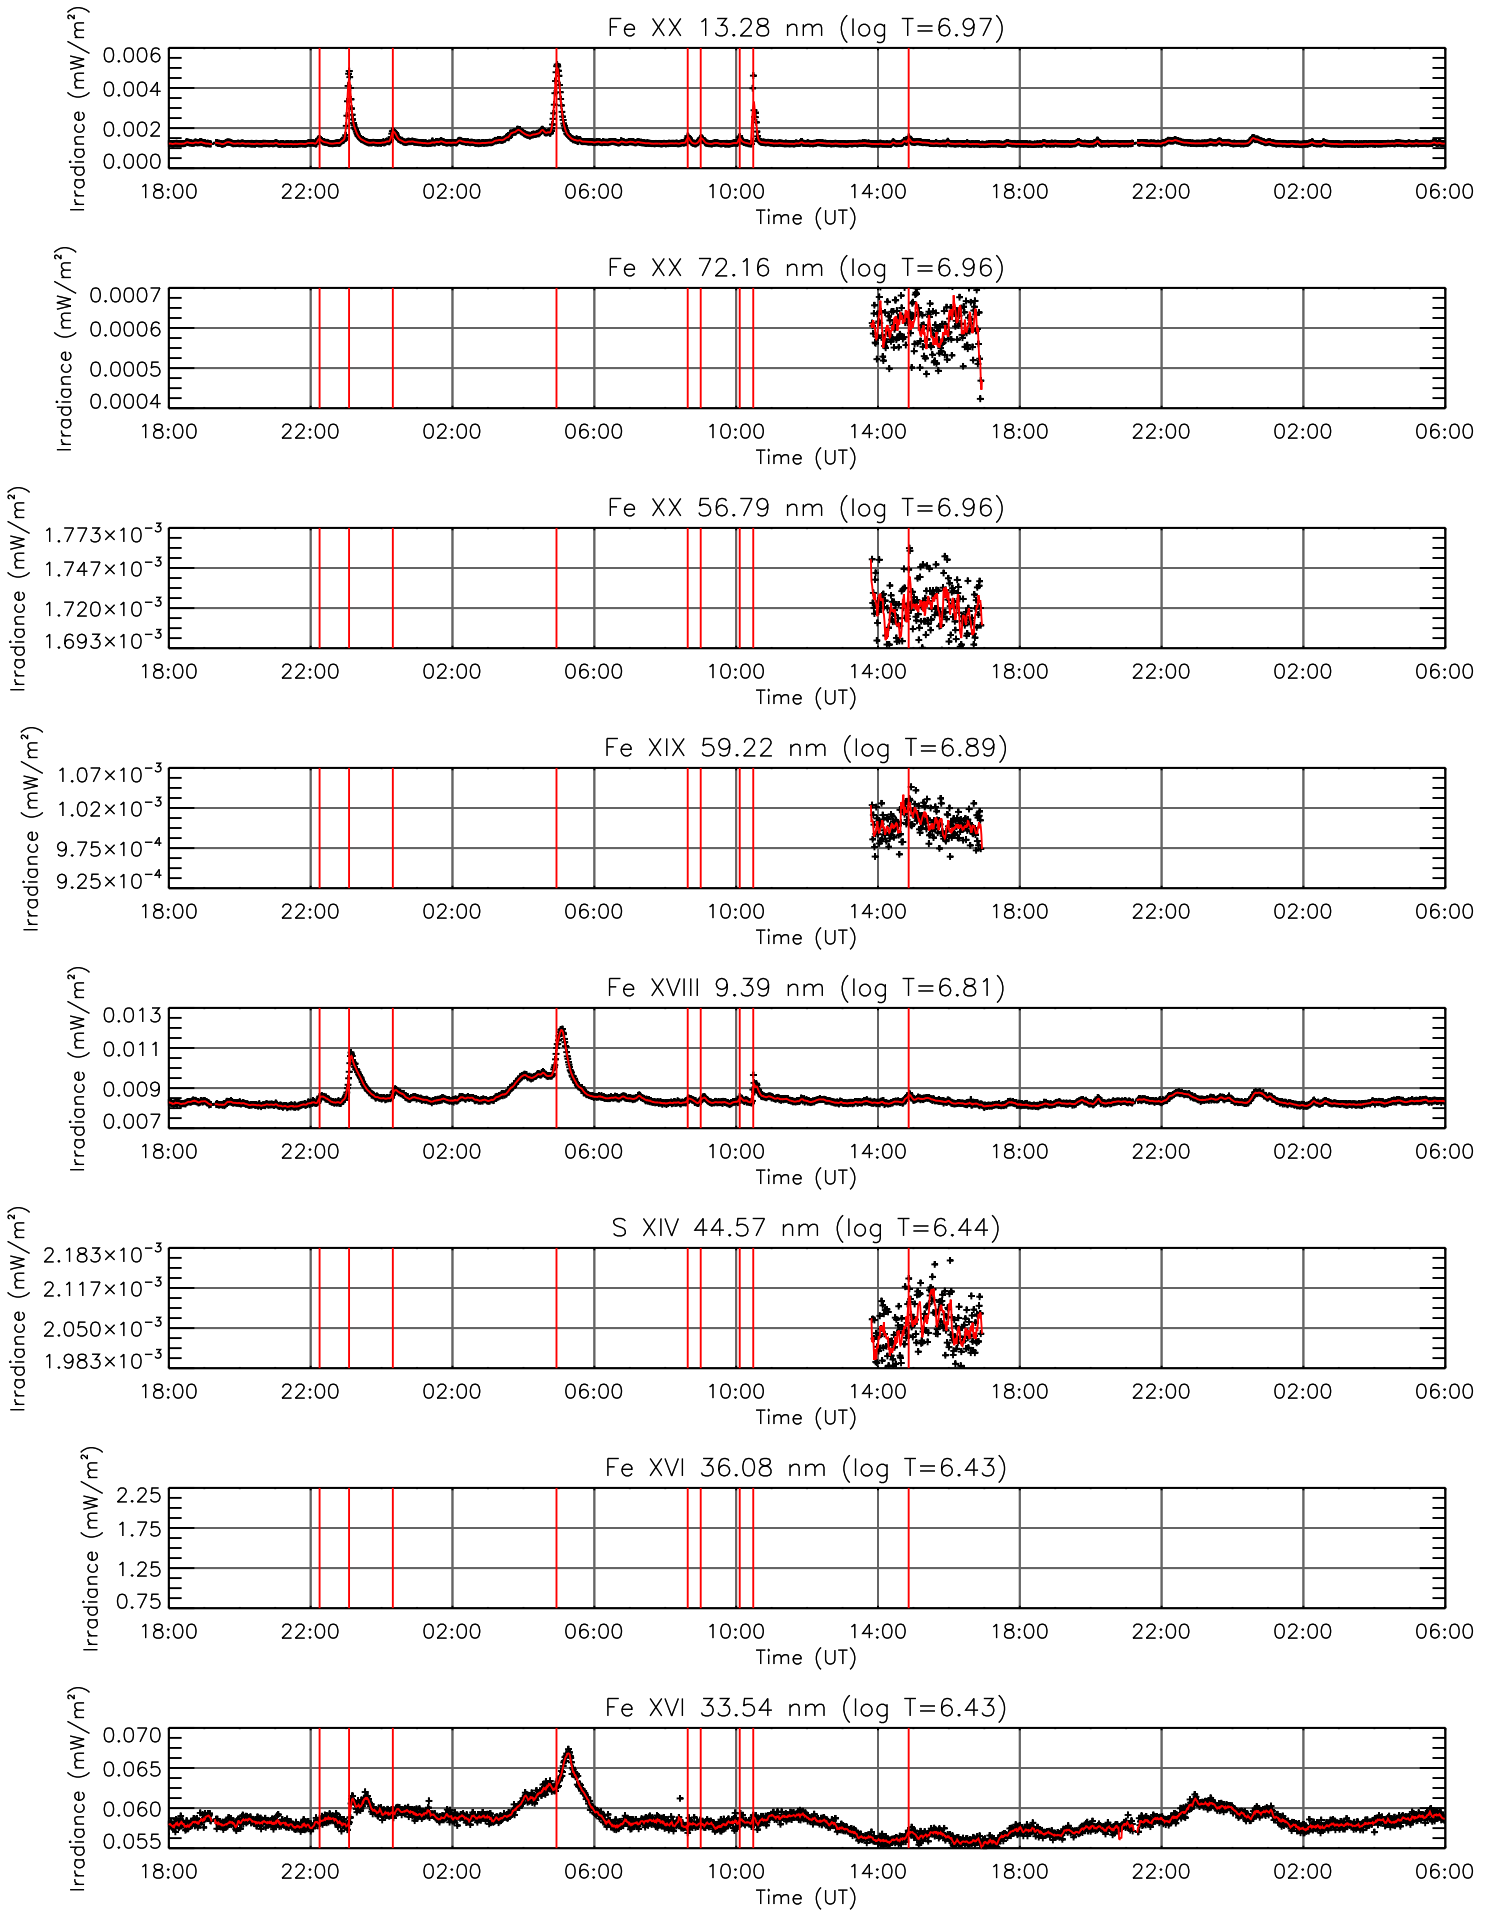 Fe XX 13.28 nm (log T=6.97)
Irradiance (mW/m²)
0.006
0.004
0.002
0.000
18:00 22:00 02:00 06:00 10:00 14:00 18:00 22:00 02:00 06:00
Time (UT)
Fe XX 72.16 nm (log T=6.96)
Irradiance (mW/m²)
0.0007
0.0006
0.0005
0.0004
18:00 22:00 02:00 06:00 10:00 14:00 18:00 22:00 02:00 06:00
Time (UT)
Fe XX 56.79 nm (log T=6.96)
Irradiance (mW/m²)
1.773×10⁻³
1.747×10⁻³
1.720×10⁻³
1.693×10⁻³
18:00 22:00 02:00 06:00 10:00 14:00 18:00 22:00 02:00 06:00
Time (UT)
Fe XIX 59.22 nm (log T=6.89)
Irradiance (mW/m²)
1.07×10⁻³
1.02×10⁻³
9.75×10⁻⁴
9.25×10⁻⁴
18:00 22:00 02:00 06:00 10:00 14:00 18:00 22:00 02:00 06:00
Time (UT)
Fe XVIII 9.39 nm (log T=6.81)
Irradiance (mW/m²)
0.013
0.011
0.009
0.007
18:00 22:00 02:00 06:00 10:00 14:00 18:00 22:00 02:00 06:00
Time (UT)
S XIV 44.57 nm (log T=6.44)
Irradiance (mW/m²)
2.183×10⁻³
2.117×10⁻³
2.050×10⁻³
1.983×10⁻³
18:00 22:00 02:00 06:00 10:00 14:00 18:00 22:00 02:00 06:00
Time (UT)
Fe XVI 36.08 nm (log T=6.43)
Irradiance (mW/m²)
2.25
1.75
1.25
0.75
18:00 22:00 02:00 06:00 10:00 14:00 18:00 22:00 02:00 06:00
Time (UT)
Fe XVI 33.54 nm (log T=6.43)
Irradiance (mW/m²)
0.070
0.065
0.060
0.055
18:00 22:00 02:00 06:00 10:00 14:00 18:00 22:00 02:00 06:00
Time (UT)